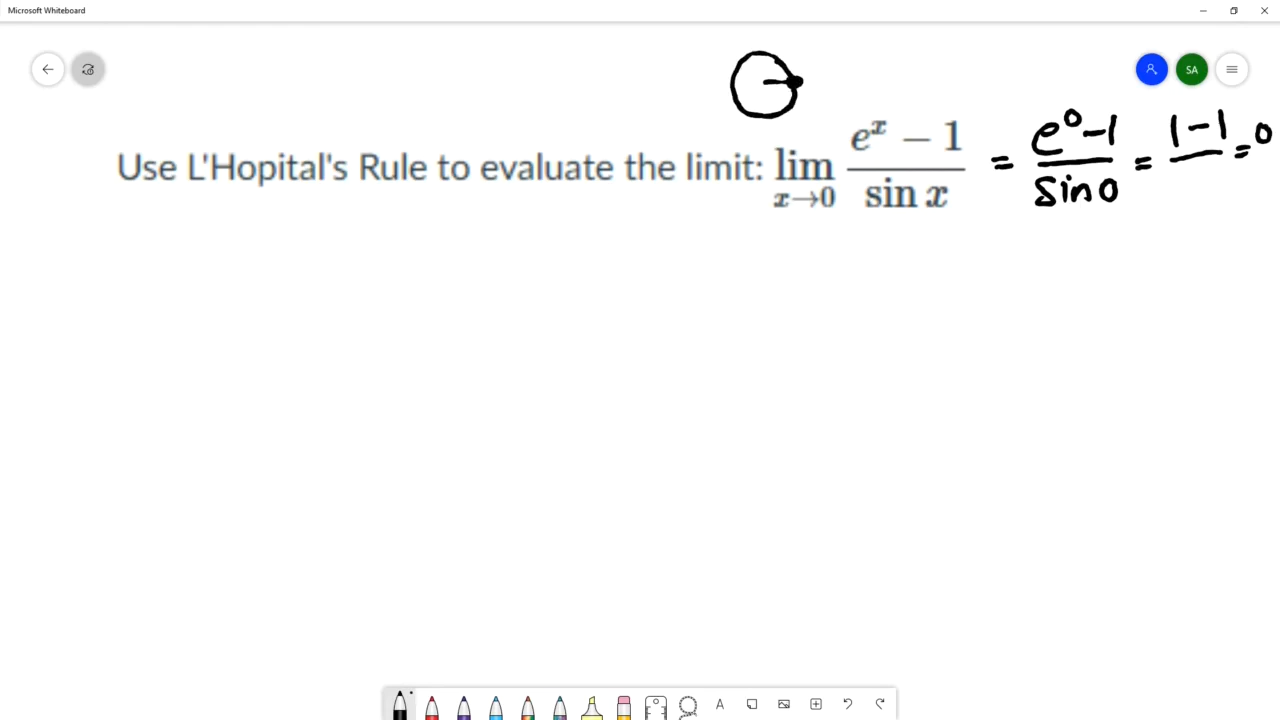 Microsoft Whiteboard
SA
Use L'Hopital's Rule to evaluate the limit: lim x→0 (e^x − 1)/(sin x) = (e^0 − 1)/(sin 0) = (1 − 1)/ = 0
A